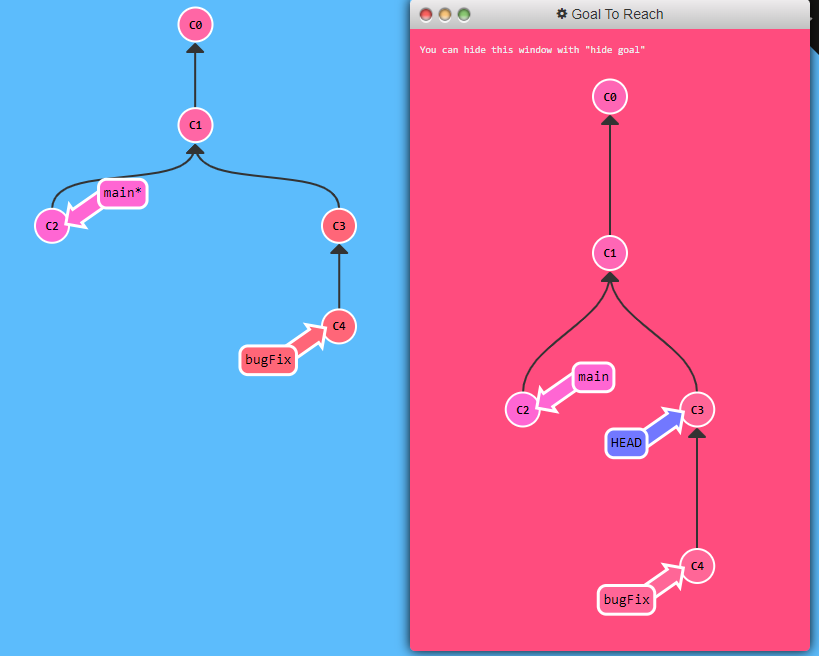 C0
C1
main*
C2
C3
C4
bugFix
Goal To Reach
You can hide this window with "hide goal"
C0
C1
main
C2
C3
HEAD
C4
bugFix